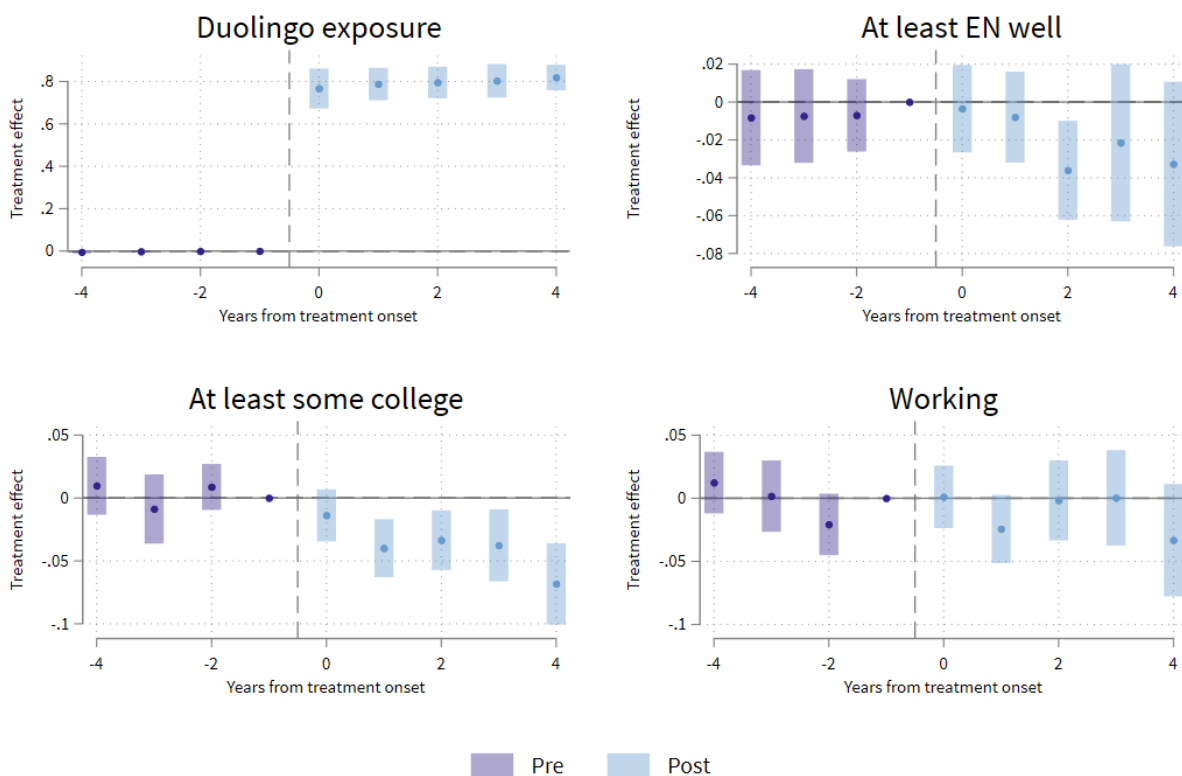 Duolingo exposure
Treatment effect
.8
.6
.4
.2
0
-4 -2 0 2 4
Years from treatment onset
At least EN well
Treatment effect
.02
0
-.02
-.04
-.06
-.08
-4 -2 0 2 4
Years from treatment onset
At least some college
Treatment effect
.05
0
-.05
-.1
-4 -2 0 2 4
Years from treatment onset
Working
Treatment effect
.05
0
-.05
-.1
-4 -2 0 2 4
Years from treatment onset
Pre Post